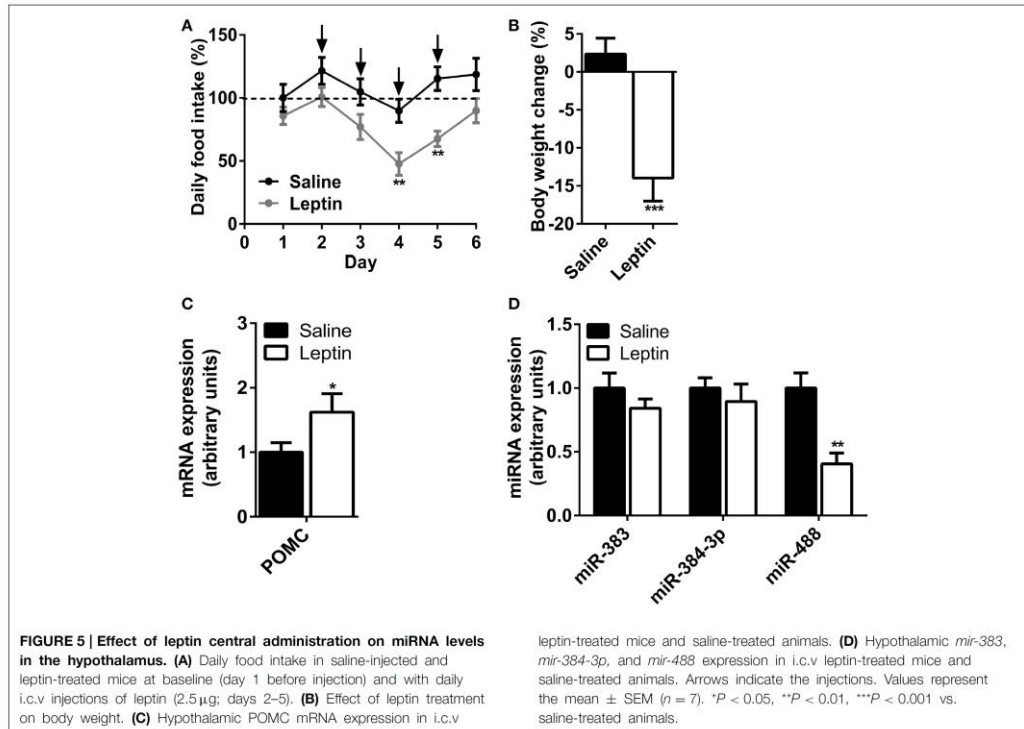 A
Daily food intake (%)
150
100
50
0
0 1 2 3 4 5 6
Day
Saline
Leptin
**
**
B
Body weight change (%)
5
0
-5
-10
-15
-20
***
Saline
Leptin
C
mRNA expression
(arbitrary units)
3
2
1
0
Saline
Leptin
*
POMC
D
miRNA expression
(arbitrary units)
1.5
1.0
0.5
0.0
Saline
Leptin
**
miR-383
miR-384-3p
miR-488
FIGURE 5 | Effect of leptin central administration on miRNA levels
in the hypothalamus. (A) Daily food intake in saline-injected and
leptin-treated mice at baseline (day 1 before injection) and with daily
i.c.v injections of leptin (2.5 μg; days 2–5). (B) Effect of leptin treatment
on body weight. (C) Hypothalamic POMC mRNA expression in i.c.v
leptin-treated mice and saline-treated animals. (D) Hypothalamic mir-383,
mir-384-3p, and mir-488 expression in i.c.v leptin-treated mice and
saline-treated animals. Arrows indicate the injections. Values represent
the mean ± SEM (n = 7). *P < 0.05, **P < 0.01, ***P < 0.001 vs.
saline-treated animals.